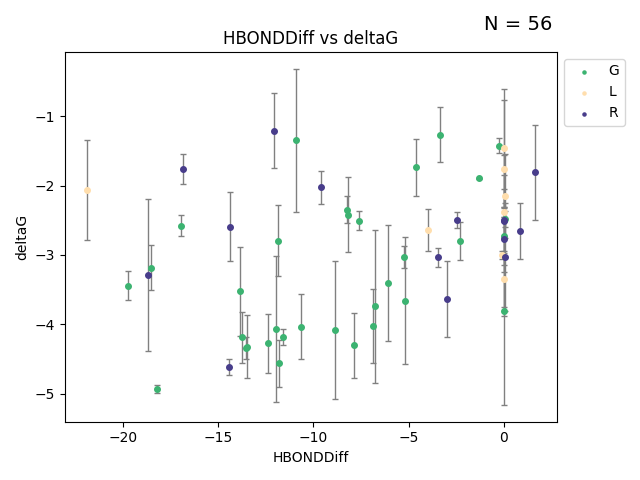 N = 56
HBONDDiff vs deltaG
G
L
R
−1
−2
−3
−4
−5
deltaG
−20
−15
−10
−5
0
HBONDDiff